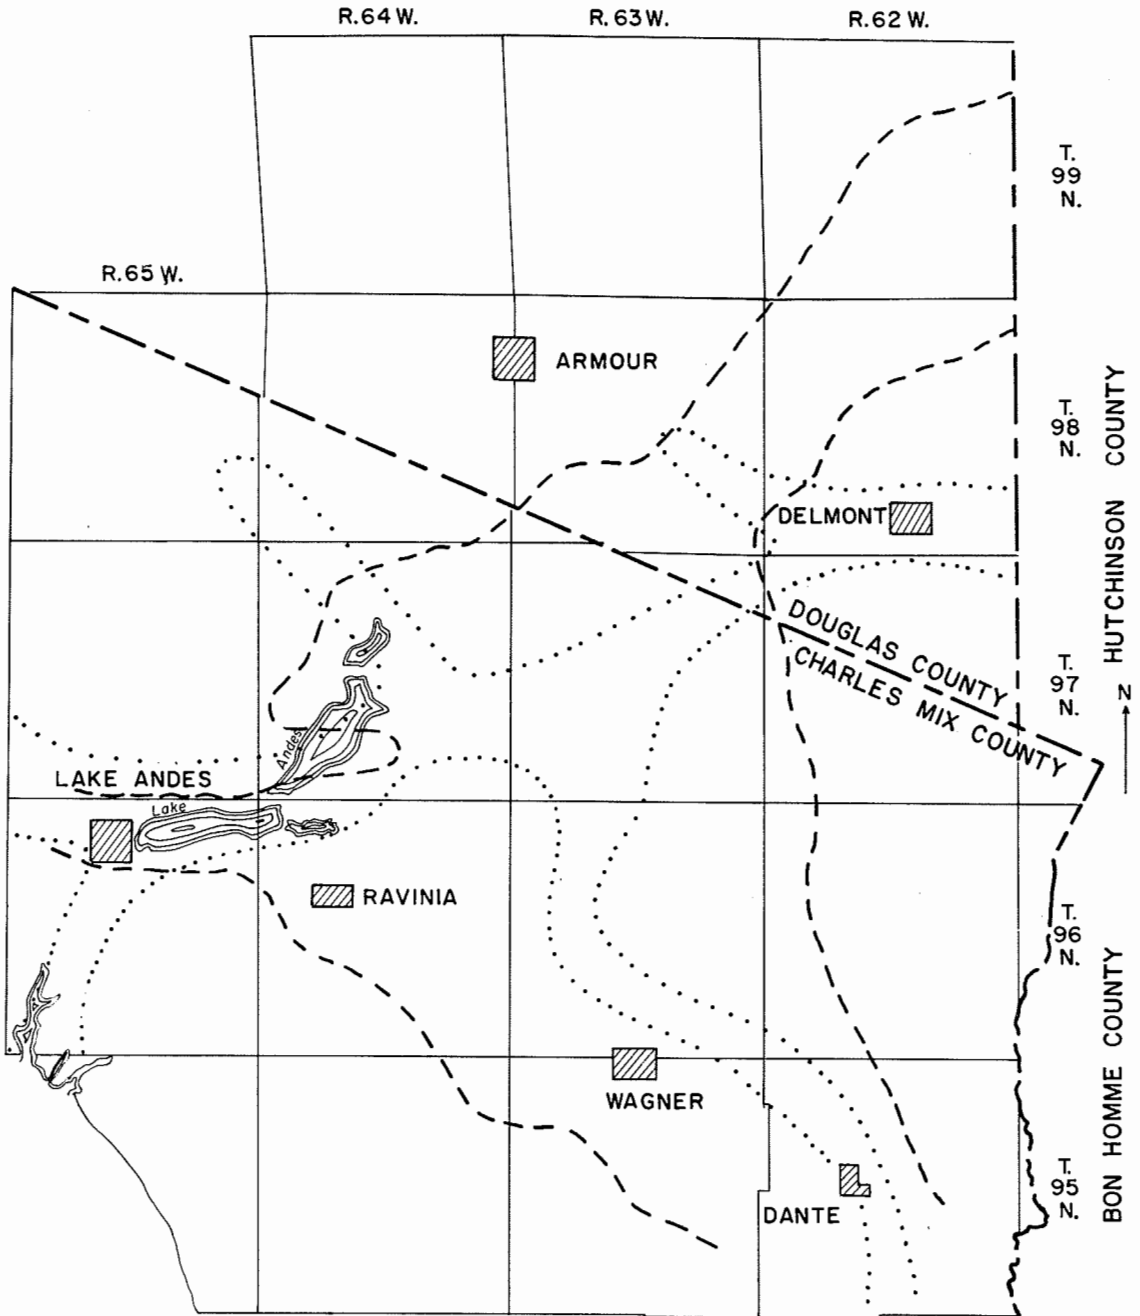 R.64 W.
R.63 W.
R.62 W.
T.
99
N.
R.65 W.
ARMOUR
T.
98
N.
HUTCHINSON COUNTY
DELMONT
DOUGLAS COUNTY
CHARLES MIX COUNTY
T.
97
N.
N
Andes
LAKE ANDES
Lake
RAVINIA
T.
96
N.
BON HOMME COUNTY
WAGNER
T.
95
N.
DANTE